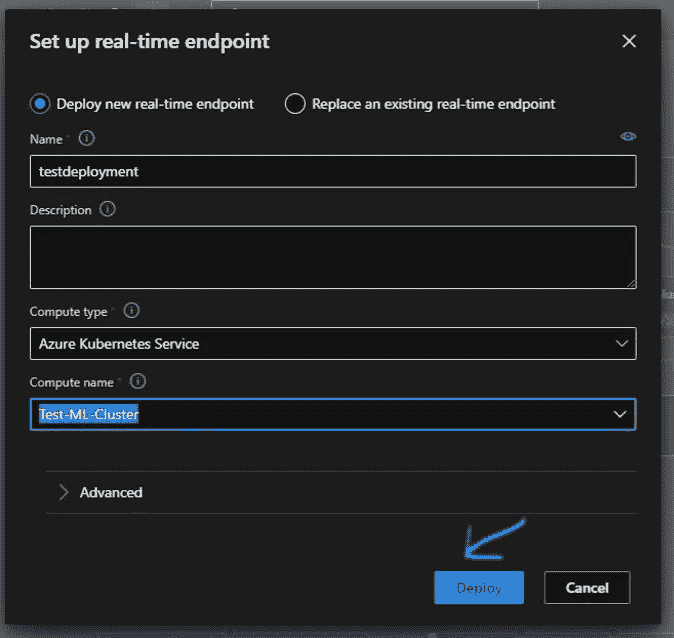 Set up real-time endpoint
Deploy new real-time endpoint Replace an existing real-time endpoint
Name *
testdeployment
Description
Compute type *
Azure Kubernetes Service
Compute name *
Test-ML-Cluster
Advanced
Deploy Cancel